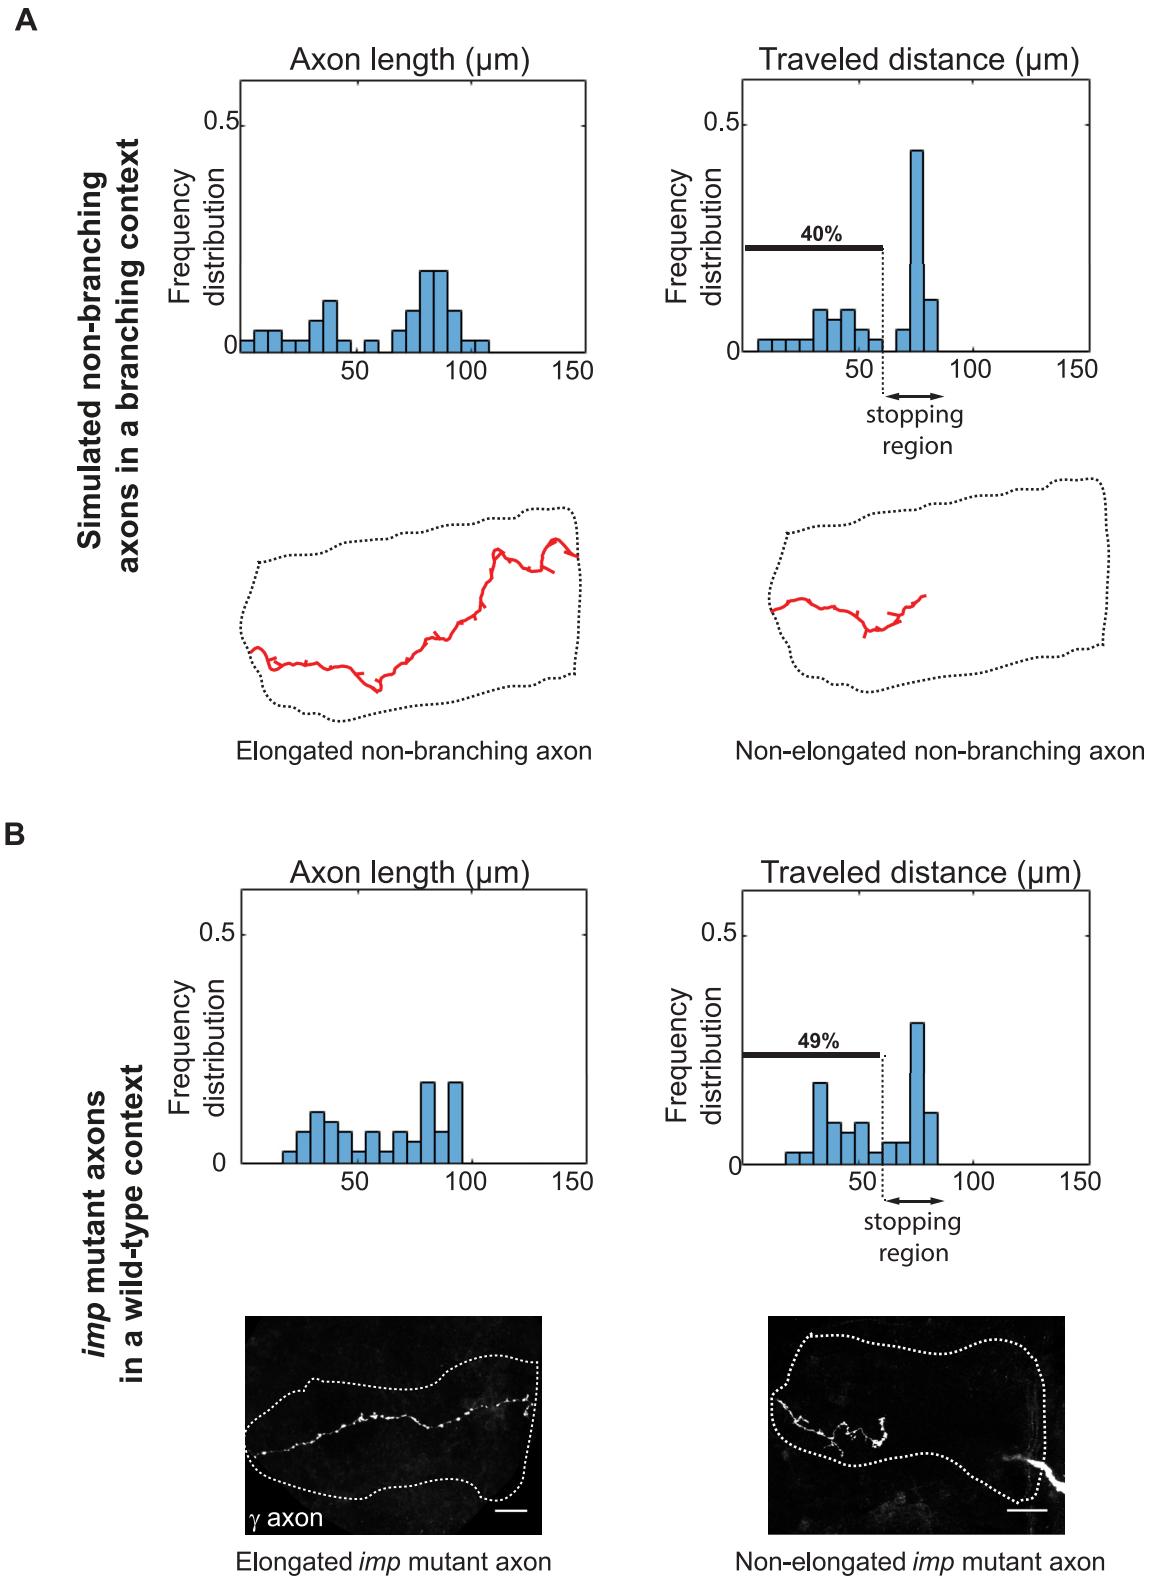 A
Simulated non-branching
axons in a branching context
Axon length (µm)
Frequency
distribution
0.5
0
50
100
150
Traveled distance (µm)
Frequency
distribution
0.5
0
40%
50
100
150
stopping
region
Elongated non-branching axon
Non-elongated non-branching axon
B
imp mutant axons
in a wild-type context
Axon length (µm)
Frequency
distribution
0.5
0
50
100
150
Traveled distance (µm)
Frequency
distribution
0.5
0
49%
50
100
150
stopping
region
γ axon
Elongated imp mutant axon
Non-elongated imp mutant axon